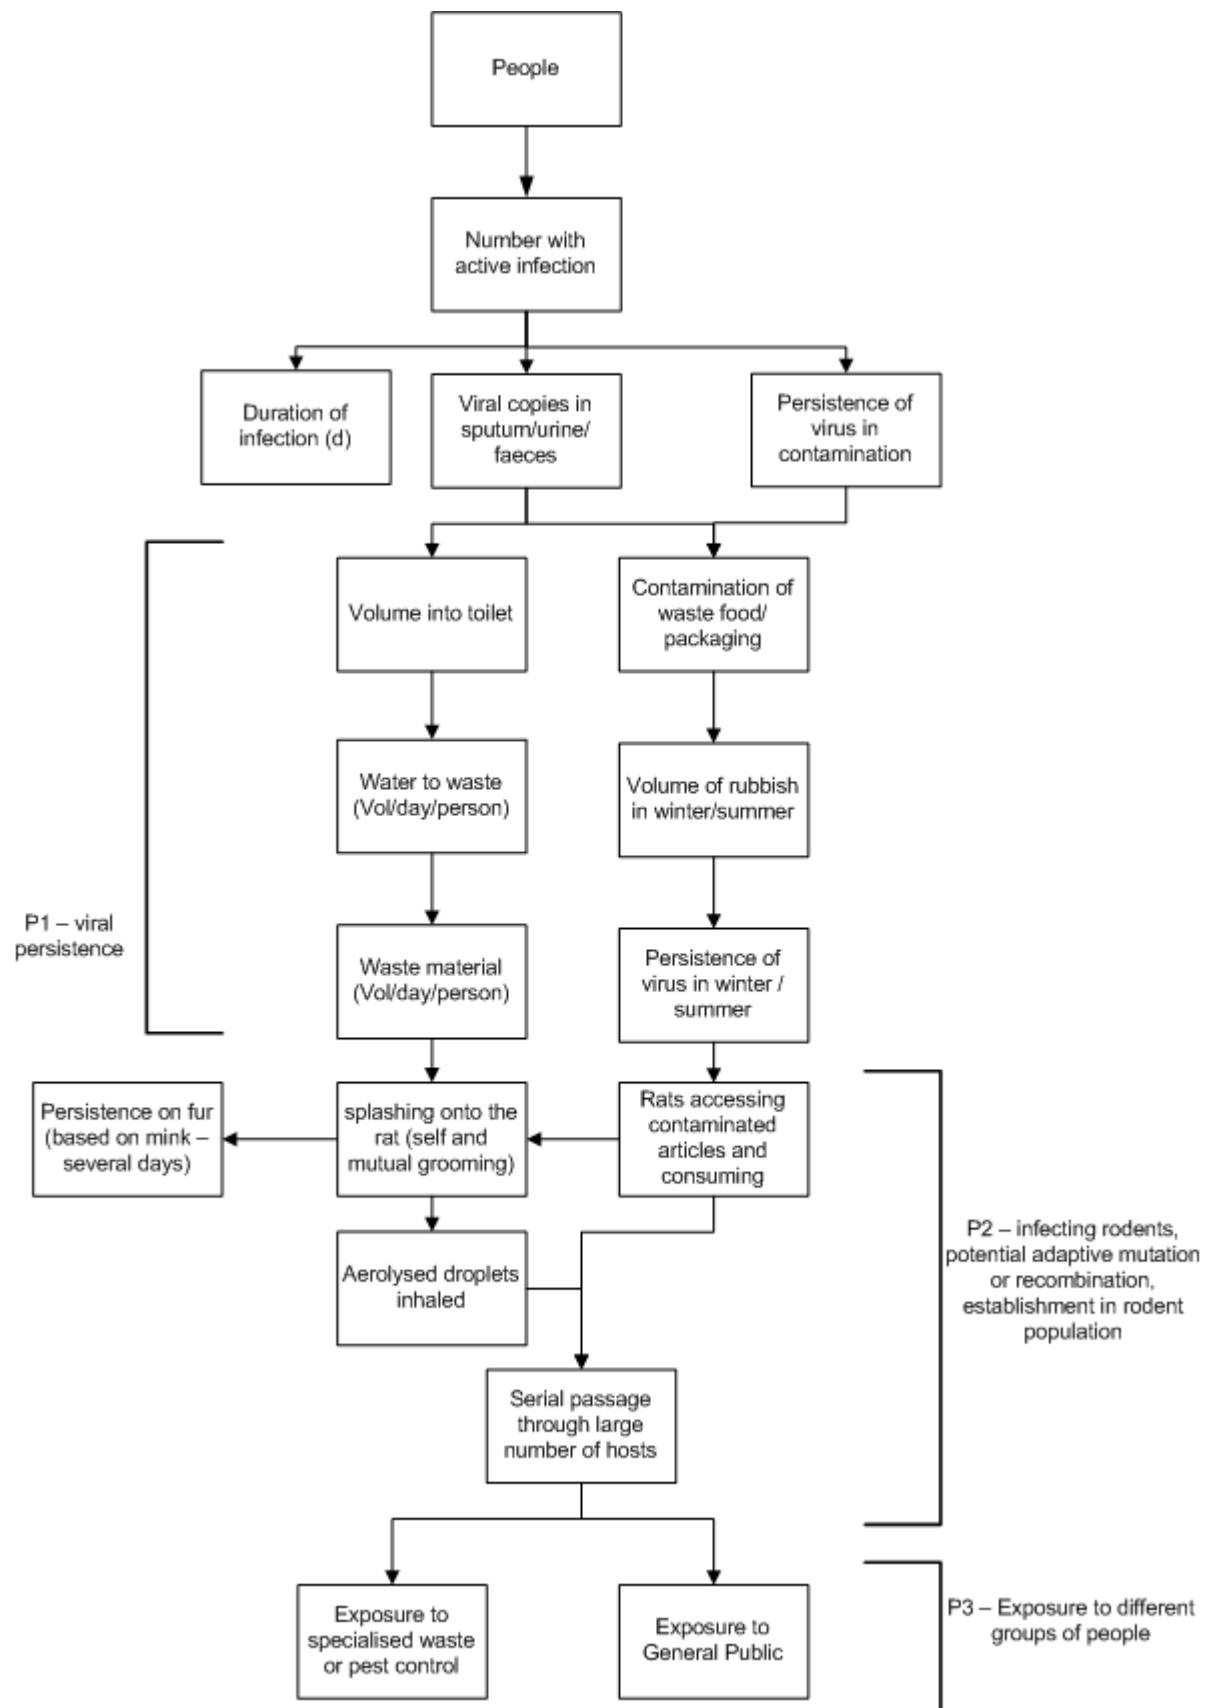 People
Number with
active infection
Duration of
infection (d)
Viral copies in
sputum/urine/
faeces
Persistence of
virus in
contamination
Volume into toilet
Contamination of
waste food/
packaging
Water to waste
(Vol/day/person)
Volume of rubbish
in winter/summer
P1 – viral
persistence
Waste material
(Vol/day/person)
Persistence of
virus in winter /
summer
Persistence on fur
(based on mink –
several days)
splashing onto the
rat (self and
mutual grooming)
Rats accessing
contaminated
articles and
consuming
Aerolysed droplets
inhaled
P2 – infecting rodents,
potential adaptive mutation
or recombination,
establishment in rodent
population
Serial passage
through large
number of hosts
Exposure to
specialised waste
or pest control
Exposure to
General Public
P3 – Exposure to different
groups of people